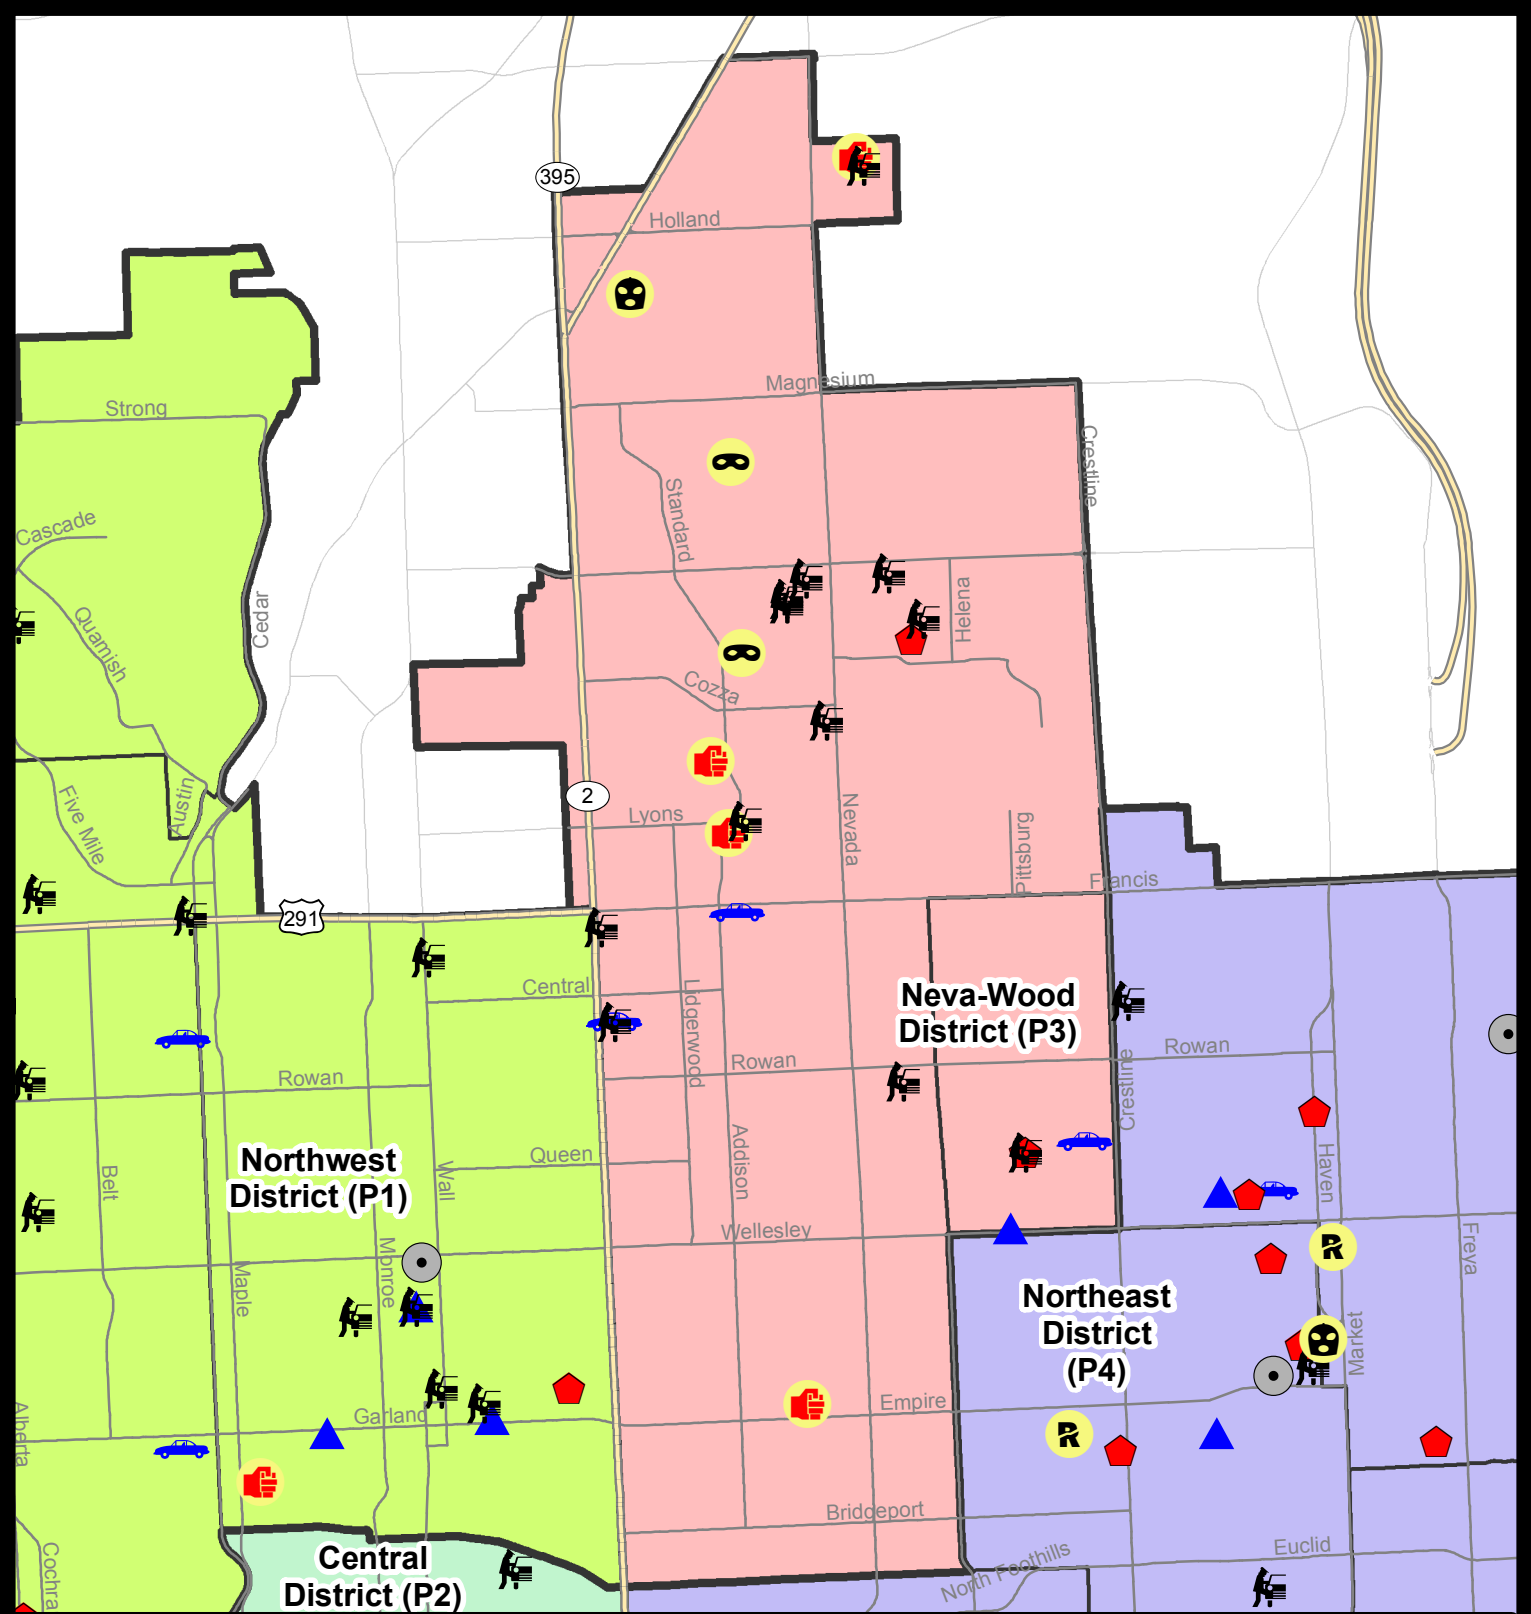 395
Holland
Magnesium
Strong
Crestline
Standard
Cascade
Quamish
Cedar
Helena
Cozza
2
Five Mile
Austin
Lyons
Nevada
Pittsburg
Francis
291
Central
Lidgerwood
Neva-Wood
District (P3)
Rowan
Rowan
Rowan
Crestline
Northwest
District (P1)
Queen
Belt
Wall
Addison
Haven
Wellesley
Freya
Monroe
Maple
Northeast
District
(P4)
Market
Garland
Empire
Alberta
Bridgeport
Euclid
North Foothills
Central
District (P2)
Cochra